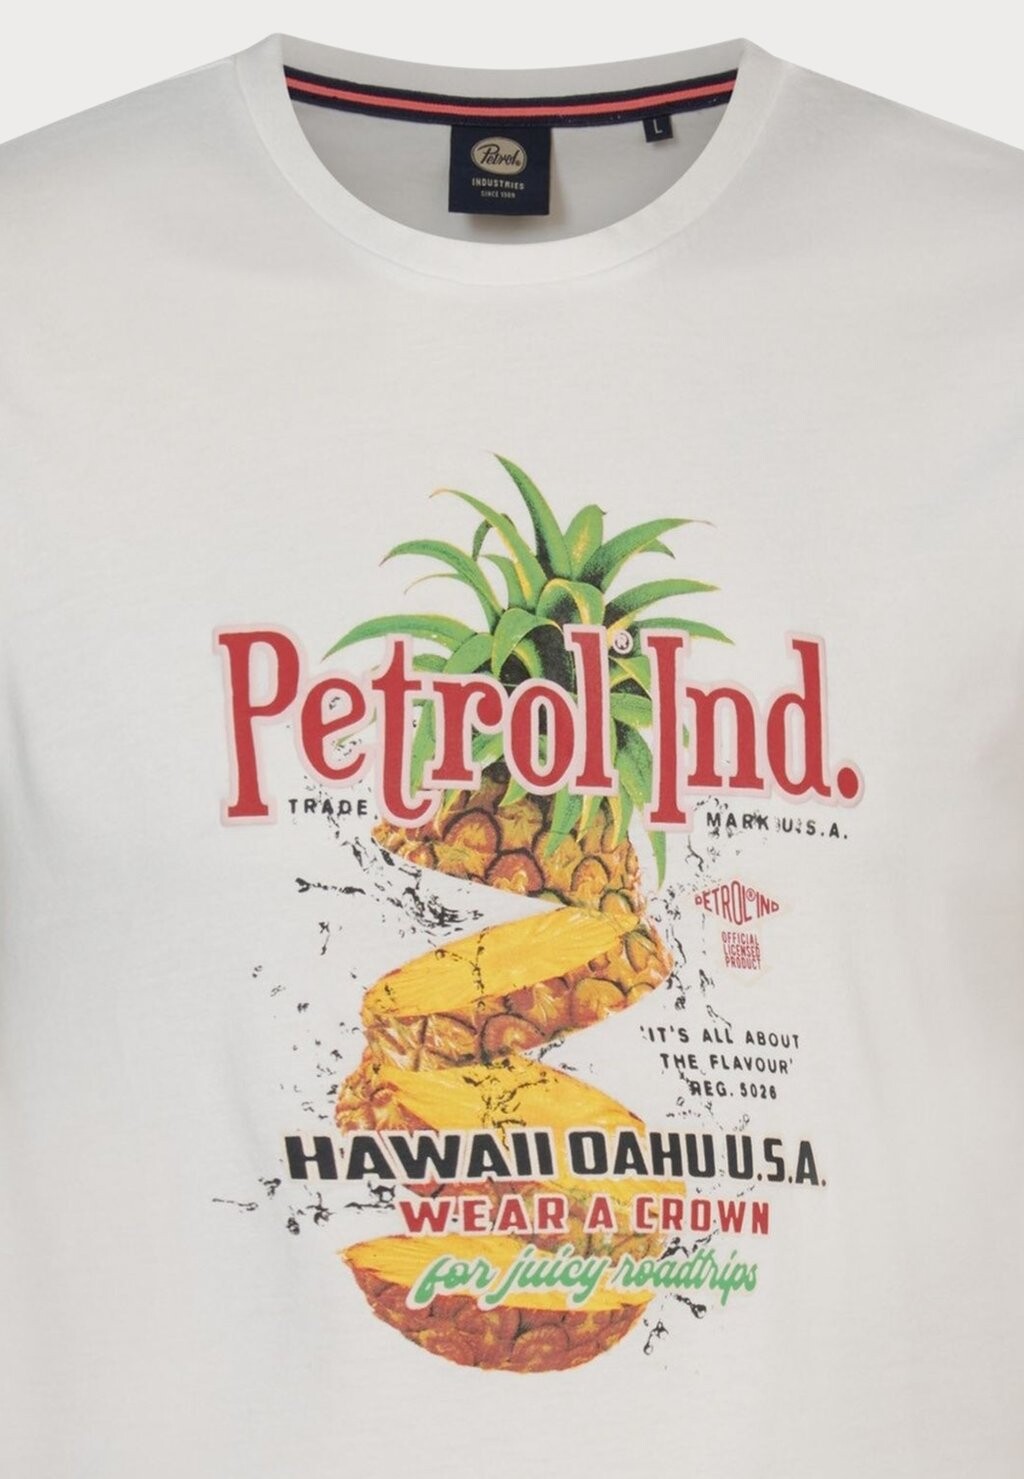 Petrol®
INDUSTRIES
SINCE 1989
L
Petrol® Ind.
TRADE
MARK U.S.A.
PETROL®IND
OFFICIAL
LICENSED
PRODUCT
'IT'S ALL ABOUT
THE FLAVOUR'
REG. 5026
HAWAII OAHU U.S.A.
WEAR A CROWN
for juicy roadtrips